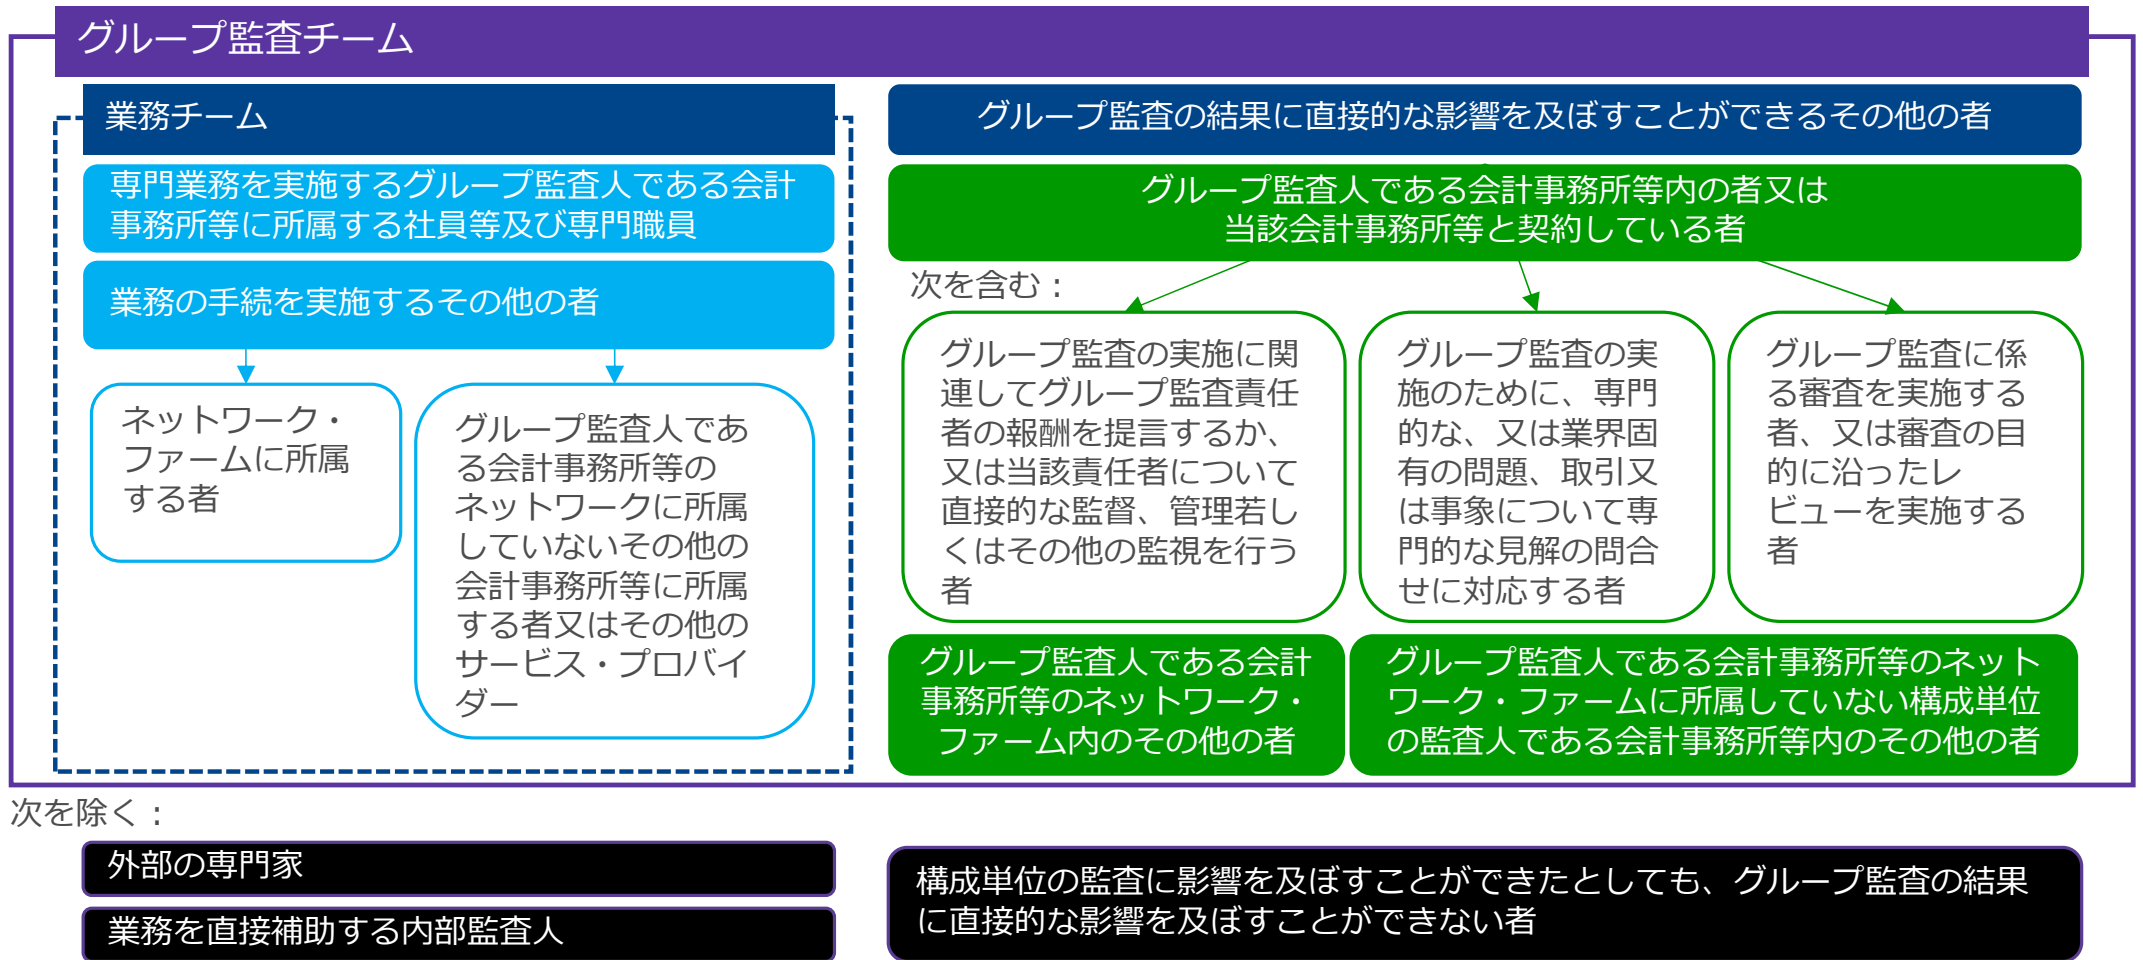 グループ監査チーム
業務チーム
専門業務を実施するグループ監査人である会計
事務所等に所属する社員等及び専門職員
業務の手続を実施するその他の者
ネットワーク・
ファームに所属
する者
グループ監査人であ
る会計事務所等の
ネットワークに所属
していないその他の
会計事務所等に所属
する者又はその他の
サービス・プロバイ
ダー
グループ監査の結果に直接的な影響を及ぼすことができるその他の者
グループ監査人である会計事務所等内の者又は
当該会計事務所等と契約している者
次を含む：
グループ監査の実施に関
連してグループ監査責任
者の報酬を提言するか、
又は当該責任者について
直接的な監督、管理若し
くはその他の監視を行う
者
グループ監査の実
施のために、専門
的な、又は業界固
有の問題、取引又
は事象について専
門的な見解の問合
せに対応する者
グループ監査に係
る審査を実施する
者、又は審査の目
的に沿ったレ
ビューを実施する
者
グループ監査人である会計
事務所等のネットワーク・
ファーム内のその他の者
グループ監査人である会計事務所等のネット
ワーク・ファームに所属していない構成単位
の監査人である会計事務所等内のその他の者
次を除く：
外部の専門家
業務を直接補助する内部監査人
構成単位の監査に影響を及ぼすことができたとしても、グループ監査の結果
に直接的な影響を及ぼすことができない者